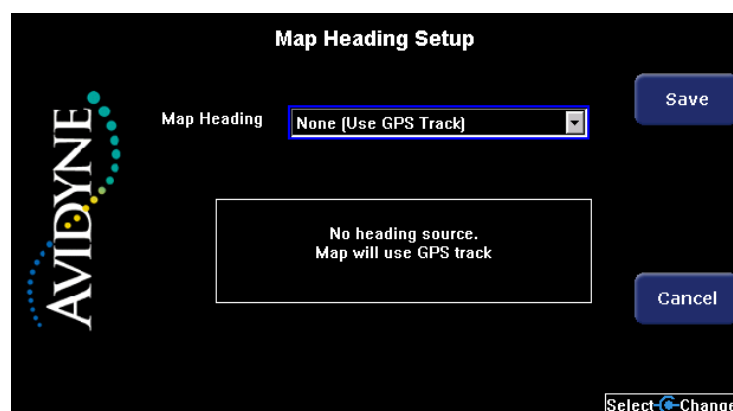 Map Heading Setup
AVIDYNE
Map Heading
None (Use GPS Track)
Save
No heading source.
Map will use GPS track
Cancel
Select Change